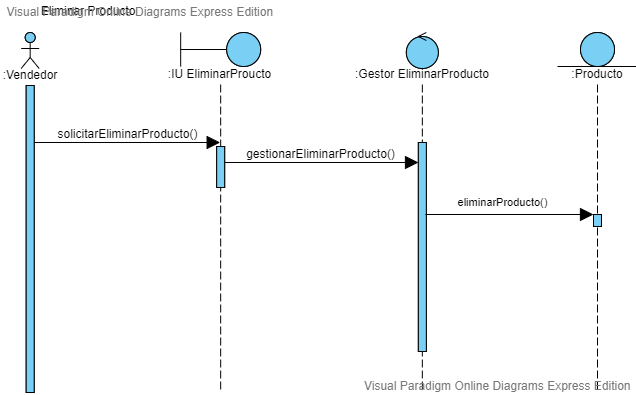 Visual Paradigm Online Diagrams Express Edition
Eliminar Producto
:Vendedor
:IU EliminarProucto
:Gestor EliminarProducto
:Producto
solicitarEliminarProducto()
gestionarEliminarProducto()
eliminarProducto()
Visual Paradigm Online Diagrams Express Edition